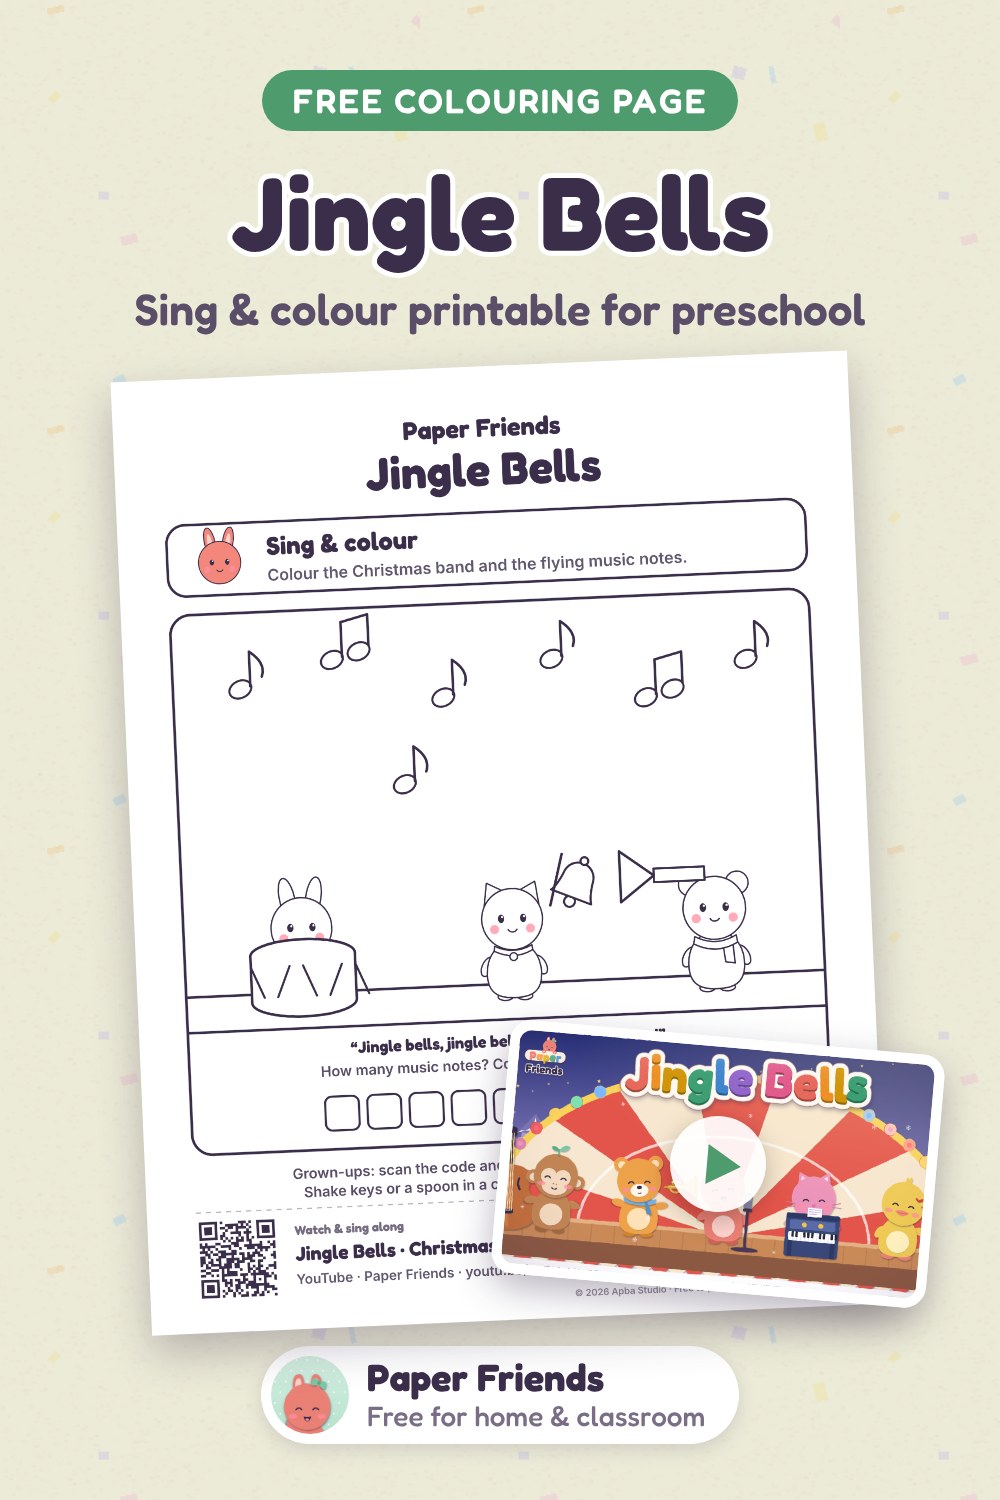 FREE COLOURING PAGE
Jingle Bells
Sing & colour printable for preschool
Paper Friends
Jingle Bells
Sing & colour
Colour the Christmas band and the flying music notes.
“Jingle bells, jingle
How many music notes?
Grown-ups: scan the code and
Shake keys or a spoon in a
Watch & sing along
Jingle Bells · Christmas
YouTube · Paper Friends ·
© 2026 Apba Studio ·
Paper
Friends
Jingle Bells
Paper Friends
Free for home & classroom